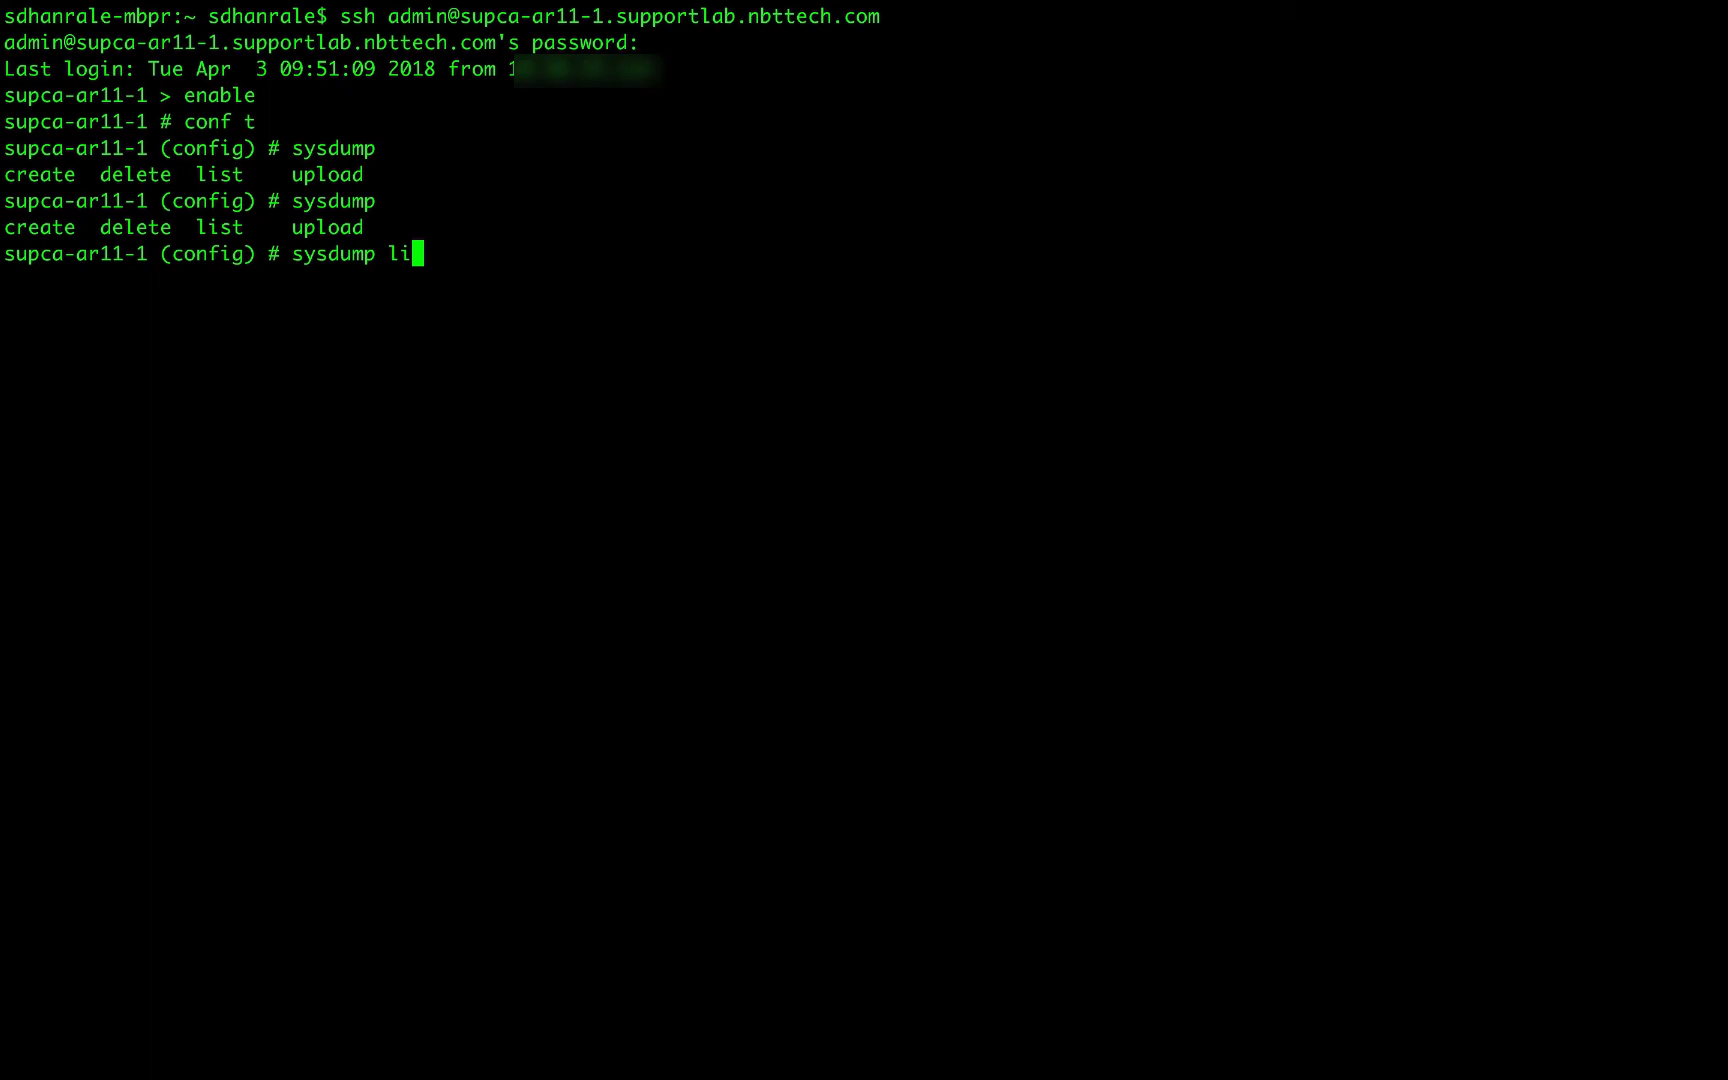 sdhanrale-mbpr:~ sdhanrale$ ssh admin@supca-ar11-1.supportlab.nbttech.com
admin@supca-ar11-1.supportlab.nbttech.com's password:
Last login: Tue Apr  3 09:51:09 2018 from
supca-ar11-1 > enable
supca-ar11-1 # conf t
supca-ar11-1 (config) # sysdump
create  delete  list    upload
supca-ar11-1 (config) # sysdump
create  delete  list    upload
supca-ar11-1 (config) # sysdump li